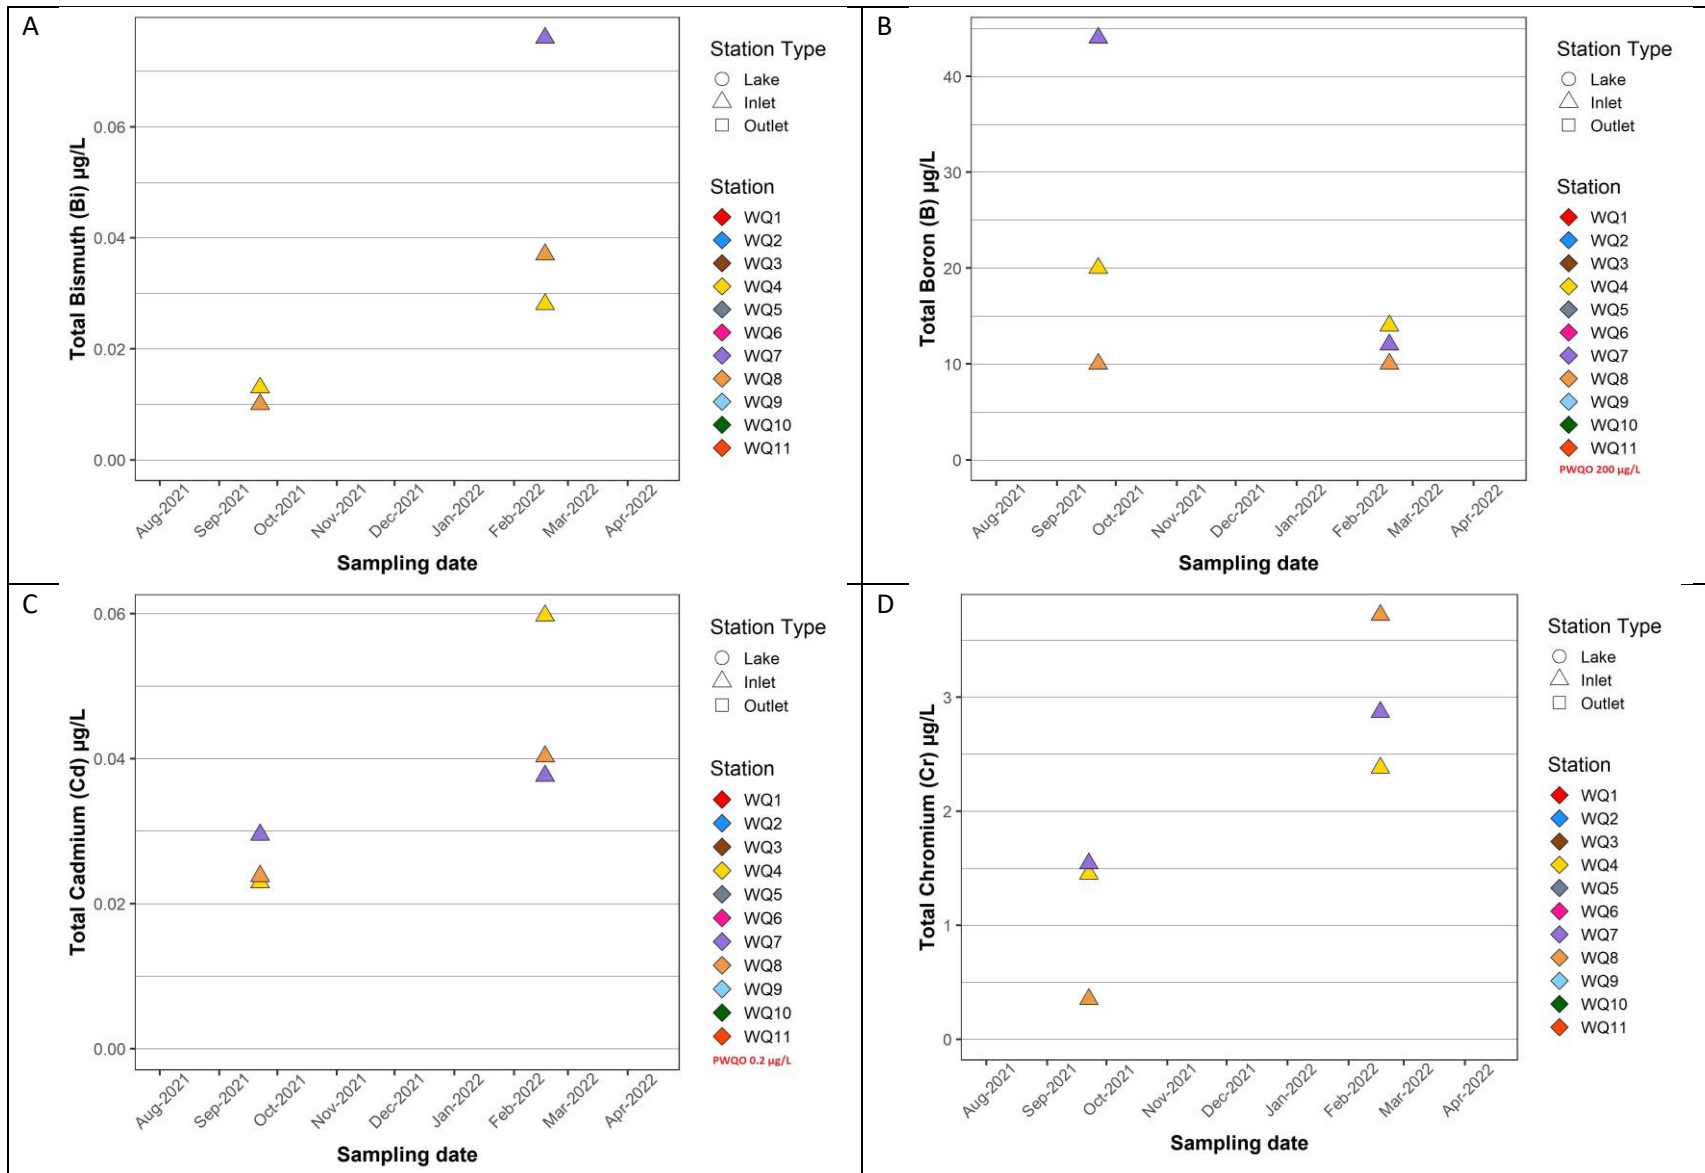 A
Total Bismuth (Bi) µg/L
0.06
0.04
0.02
0.00
Aug-2021
Sep-2021
Oct-2021
Nov-2021
Dec-2021
Jan-2022
Feb-2022
Mar-2022
Apr-2022
Sampling date
Station Type
Lake
Inlet
Outlet
Station
WQ1
WQ2
WQ3
WQ4
WQ5
WQ6
WQ7
WQ8
WQ9
WQ10
WQ11
B
Total Boron (B) µg/L
40
30
20
10
0
Aug-2021
Sep-2021
Oct-2021
Nov-2021
Dec-2021
Jan-2022
Feb-2022
Mar-2022
Apr-2022
Sampling date
Station Type
Lake
Inlet
Outlet
Station
WQ1
WQ2
WQ3
WQ4
WQ5
WQ6
WQ7
WQ8
WQ9
WQ10
WQ11
PWQO 200 µg/L
C
Total Cadmium (Cd) µg/L
0.06
0.04
0.02
0.00
Aug-2021
Sep-2021
Oct-2021
Nov-2021
Dec-2021
Jan-2022
Feb-2022
Mar-2022
Apr-2022
Sampling date
Station Type
Lake
Inlet
Outlet
Station
WQ1
WQ2
WQ3
WQ4
WQ5
WQ6
WQ7
WQ8
WQ9
WQ10
WQ11
PWQO 0.2 µg/L
D
Total Chromium (Cr) µg/L
3
2
1
0
Aug-2021
Sep-2021
Oct-2021
Nov-2021
Dec-2021
Jan-2022
Feb-2022
Mar-2022
Apr-2022
Sampling date
Station Type
Lake
Inlet
Outlet
Station
WQ1
WQ2
WQ3
WQ4
WQ5
WQ6
WQ7
WQ8
WQ9
WQ10
WQ11